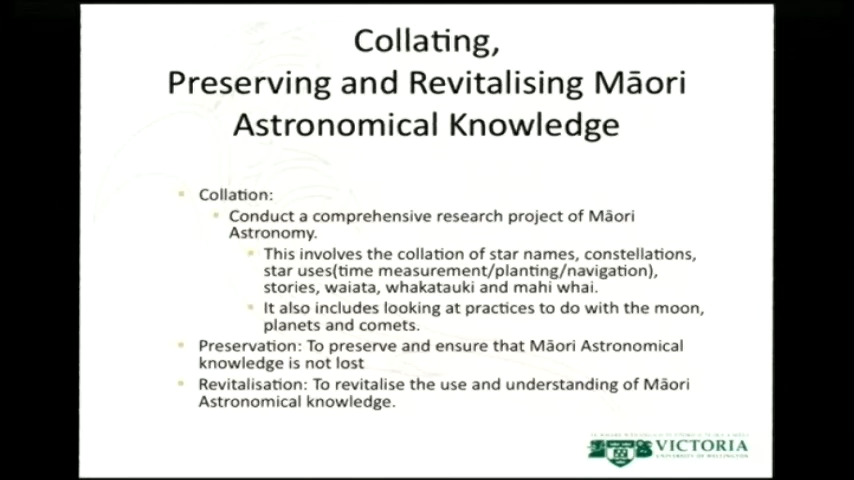 Collating,
Preserving and Revitalising Māori
Astronomical Knowledge
Collation:
Conduct a comprehensive research project of Māori
Astronomy.
This involves the collation of star names, constellations,
star uses(time measurement/planting/navigation),
stories, waiata, whakatauki and mahi whai.
It also includes looking at practices to do with the moon,
planets and comets.
Preservation: To preserve and ensure that Māori Astronomical
knowledge is not lost
Revitalisation: To revitalise the use and understanding of Māori
Astronomical knowledge.
VICTORIA
UNIVERSITY OF WELLINGTON